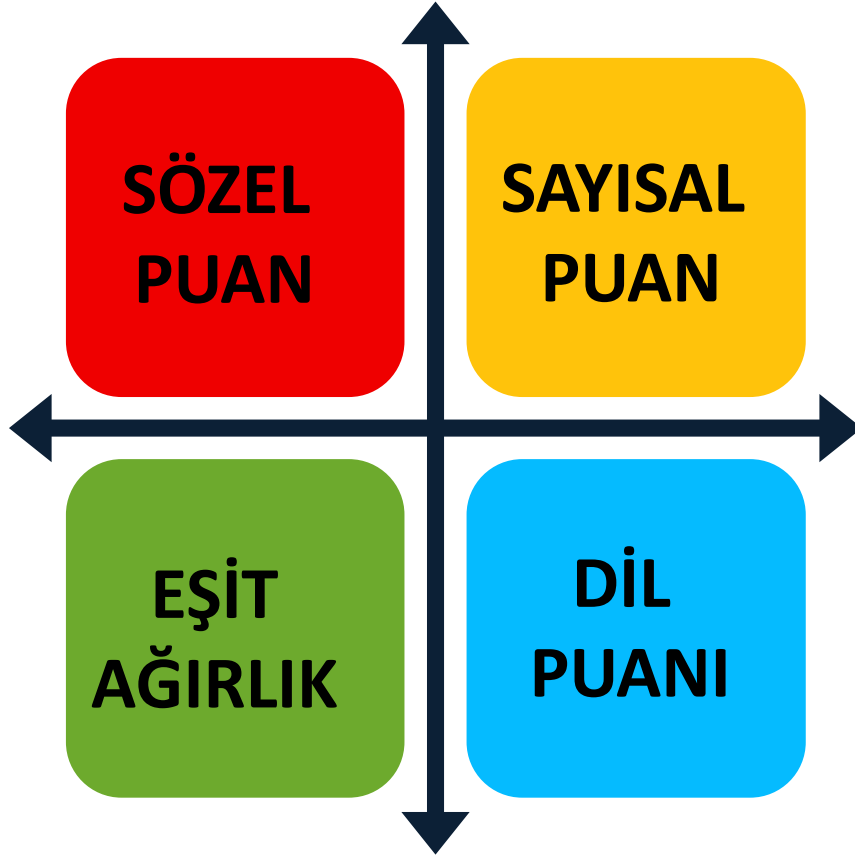 SÖZEL
PUAN
SAYISAL
PUAN
EŞİT
AĞIRLIK
DİL
PUANI